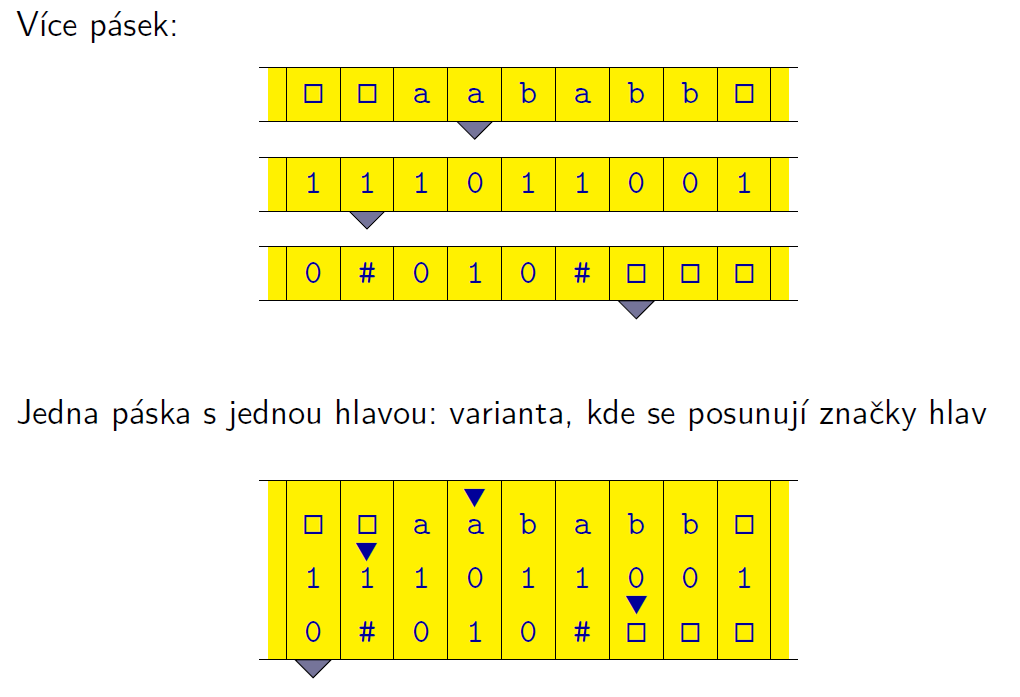 Více pásek:
□ □ a a b a b b □
1 1 1 0 1 1 0 0 1
0 # 0 1 0 # □ □ □
Jedna páska s jednou hlavou: varianta, kde se posunují značky hlav
□ □ a a b a b b □
1 1 1 0 1 1 0 0 1
0 # 0 1 0 # □ □ □